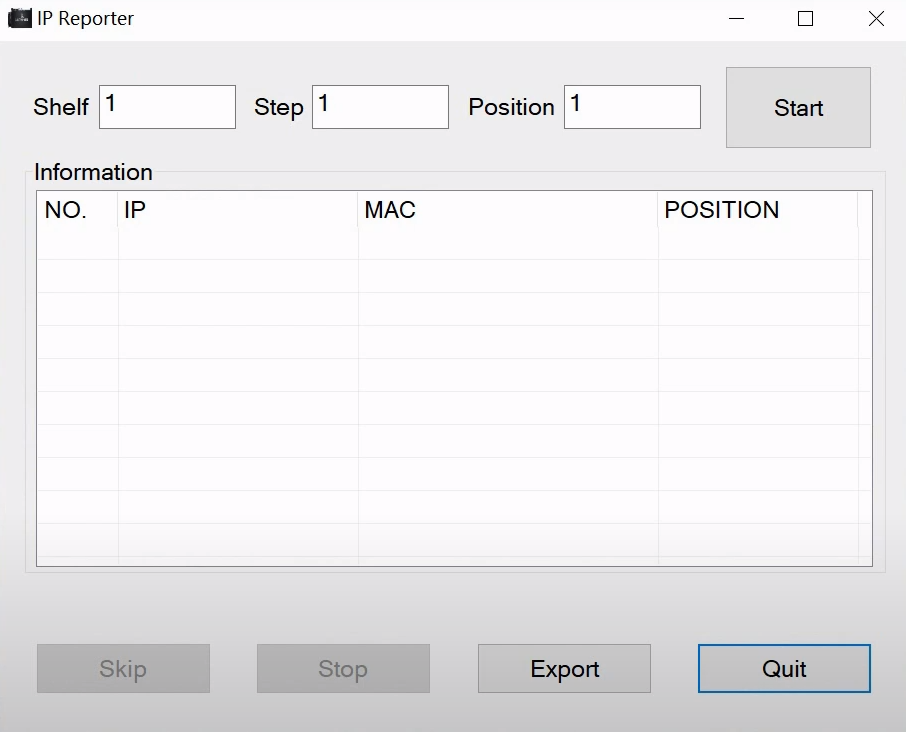 IP Reporter
Shelf 1 Step 1 Position 1 Start
Information
NO. IP MAC POSITION
Skip Stop Export Quit